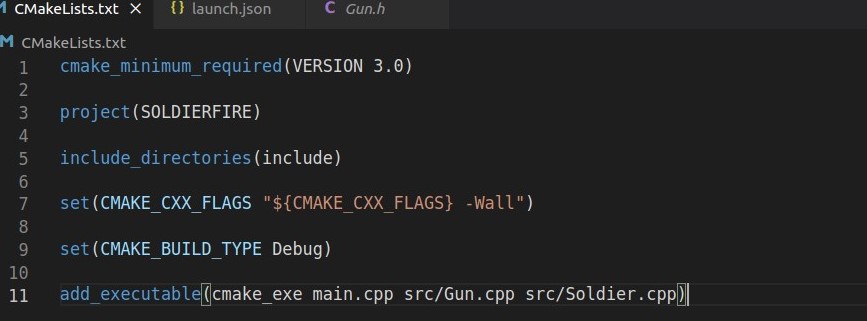 CMakeLists.txt × {} launch.json C Gun.h
M CMakeLists.txt
1 cmake_minimum_required(VERSION 3.0)
2
3 project(SOLDIERFIRE)
4
5 include_directories(include)
6
7 set(CMAKE_CXX_FLAGS "${CMAKE_CXX_FLAGS} -Wall")
8
9 set(CMAKE_BUILD_TYPE Debug)
10
11 add_executable(cmake_exe main.cpp src/Gun.cpp src/Soldier.cpp)